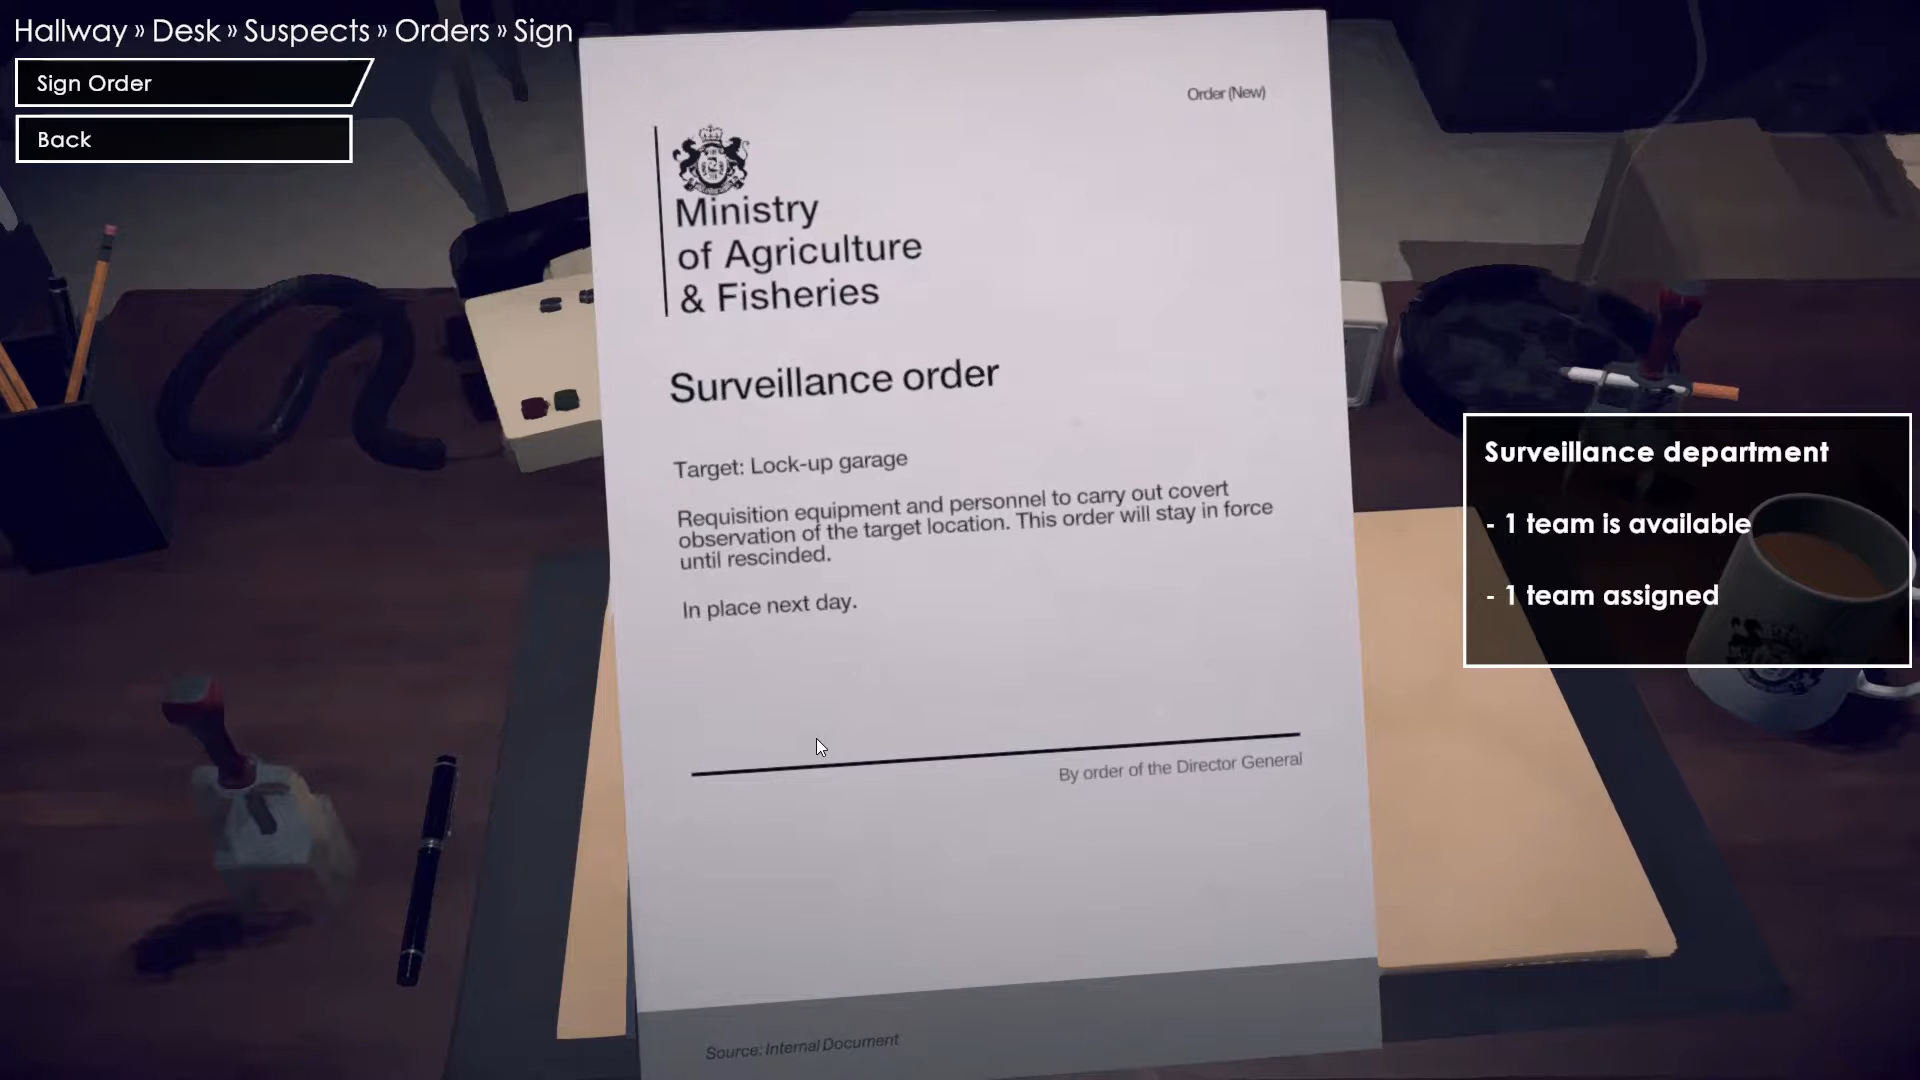 Hallway » Desk » Suspects » Orders » Sign
Sign Order
Back
Order (New)
Ministry
of Agriculture
& Fisheries
Surveillance order
Target: Lock-up garage
Requisition equipment and personnel to carry out covert
observation of the target location. This order will stay in force
until rescinded.
In place next day.
By order of the Director General
Source: Internal Document
Surveillance department
- 1 team is available
- 1 team assigned